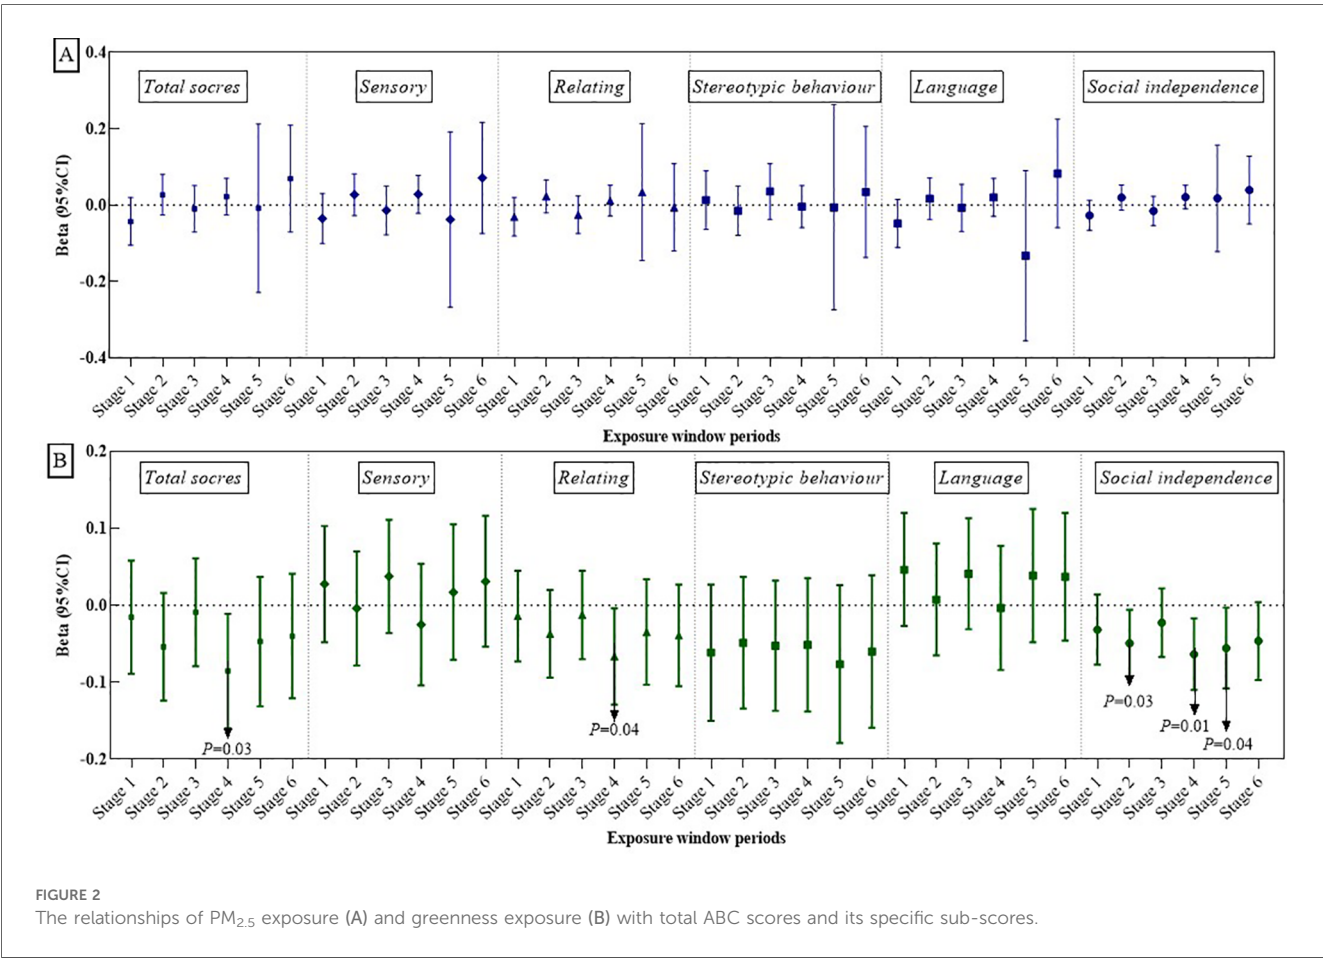 A
0.4
Total socres
Sensory
Relating
Stereotypic behaviour
Language
Social independence
0.2
0.0
-0.2
-0.4
Beta (95%CI)
Stage 1
Stage 2
Stage 3
Stage 4
Stage 5
Stage 6
Stage 1
Stage 2
Stage 3
Stage 4
Stage 5
Stage 6
Stage 1
Stage 2
Stage 3
Stage 4
Stage 5
Stage 6
Stage 1
Stage 2
Stage 3
Stage 4
Stage 5
Stage 6
Stage 1
Stage 2
Stage 3
Stage 4
Stage 5
Stage 6
Stage 1
Stage 2
Stage 3
Stage 4
Stage 5
Stage 6
Exposure window periods
B
0.2
Total socres
Sensory
Relating
Stereotypic behaviour
Language
Social independence
0.1
0.0
-0.1
-0.2
Beta (95%CI)
P=0.03
P=0.04
P=0.03
P=0.01
P=0.04
Stage 1
Stage 2
Stage 3
Stage 4
Stage 5
Stage 6
Stage 1
Stage 2
Stage 3
Stage 4
Stage 5
Stage 6
Stage 1
Stage 2
Stage 3
Stage 4
Stage 5
Stage 6
Stage 1
Stage 2
Stage 3
Stage 4
Stage 5
Stage 6
Stage 1
Stage 2
Stage 3
Stage 4
Stage 5
Stage 6
Stage 1
Stage 2
Stage 3
Stage 4
Stage 5
Stage 6
Exposure window periods
FIGURE 2
The relationships of PM2.5 exposure (A) and greenness exposure (B) with total ABC scores and its specific sub-scores.